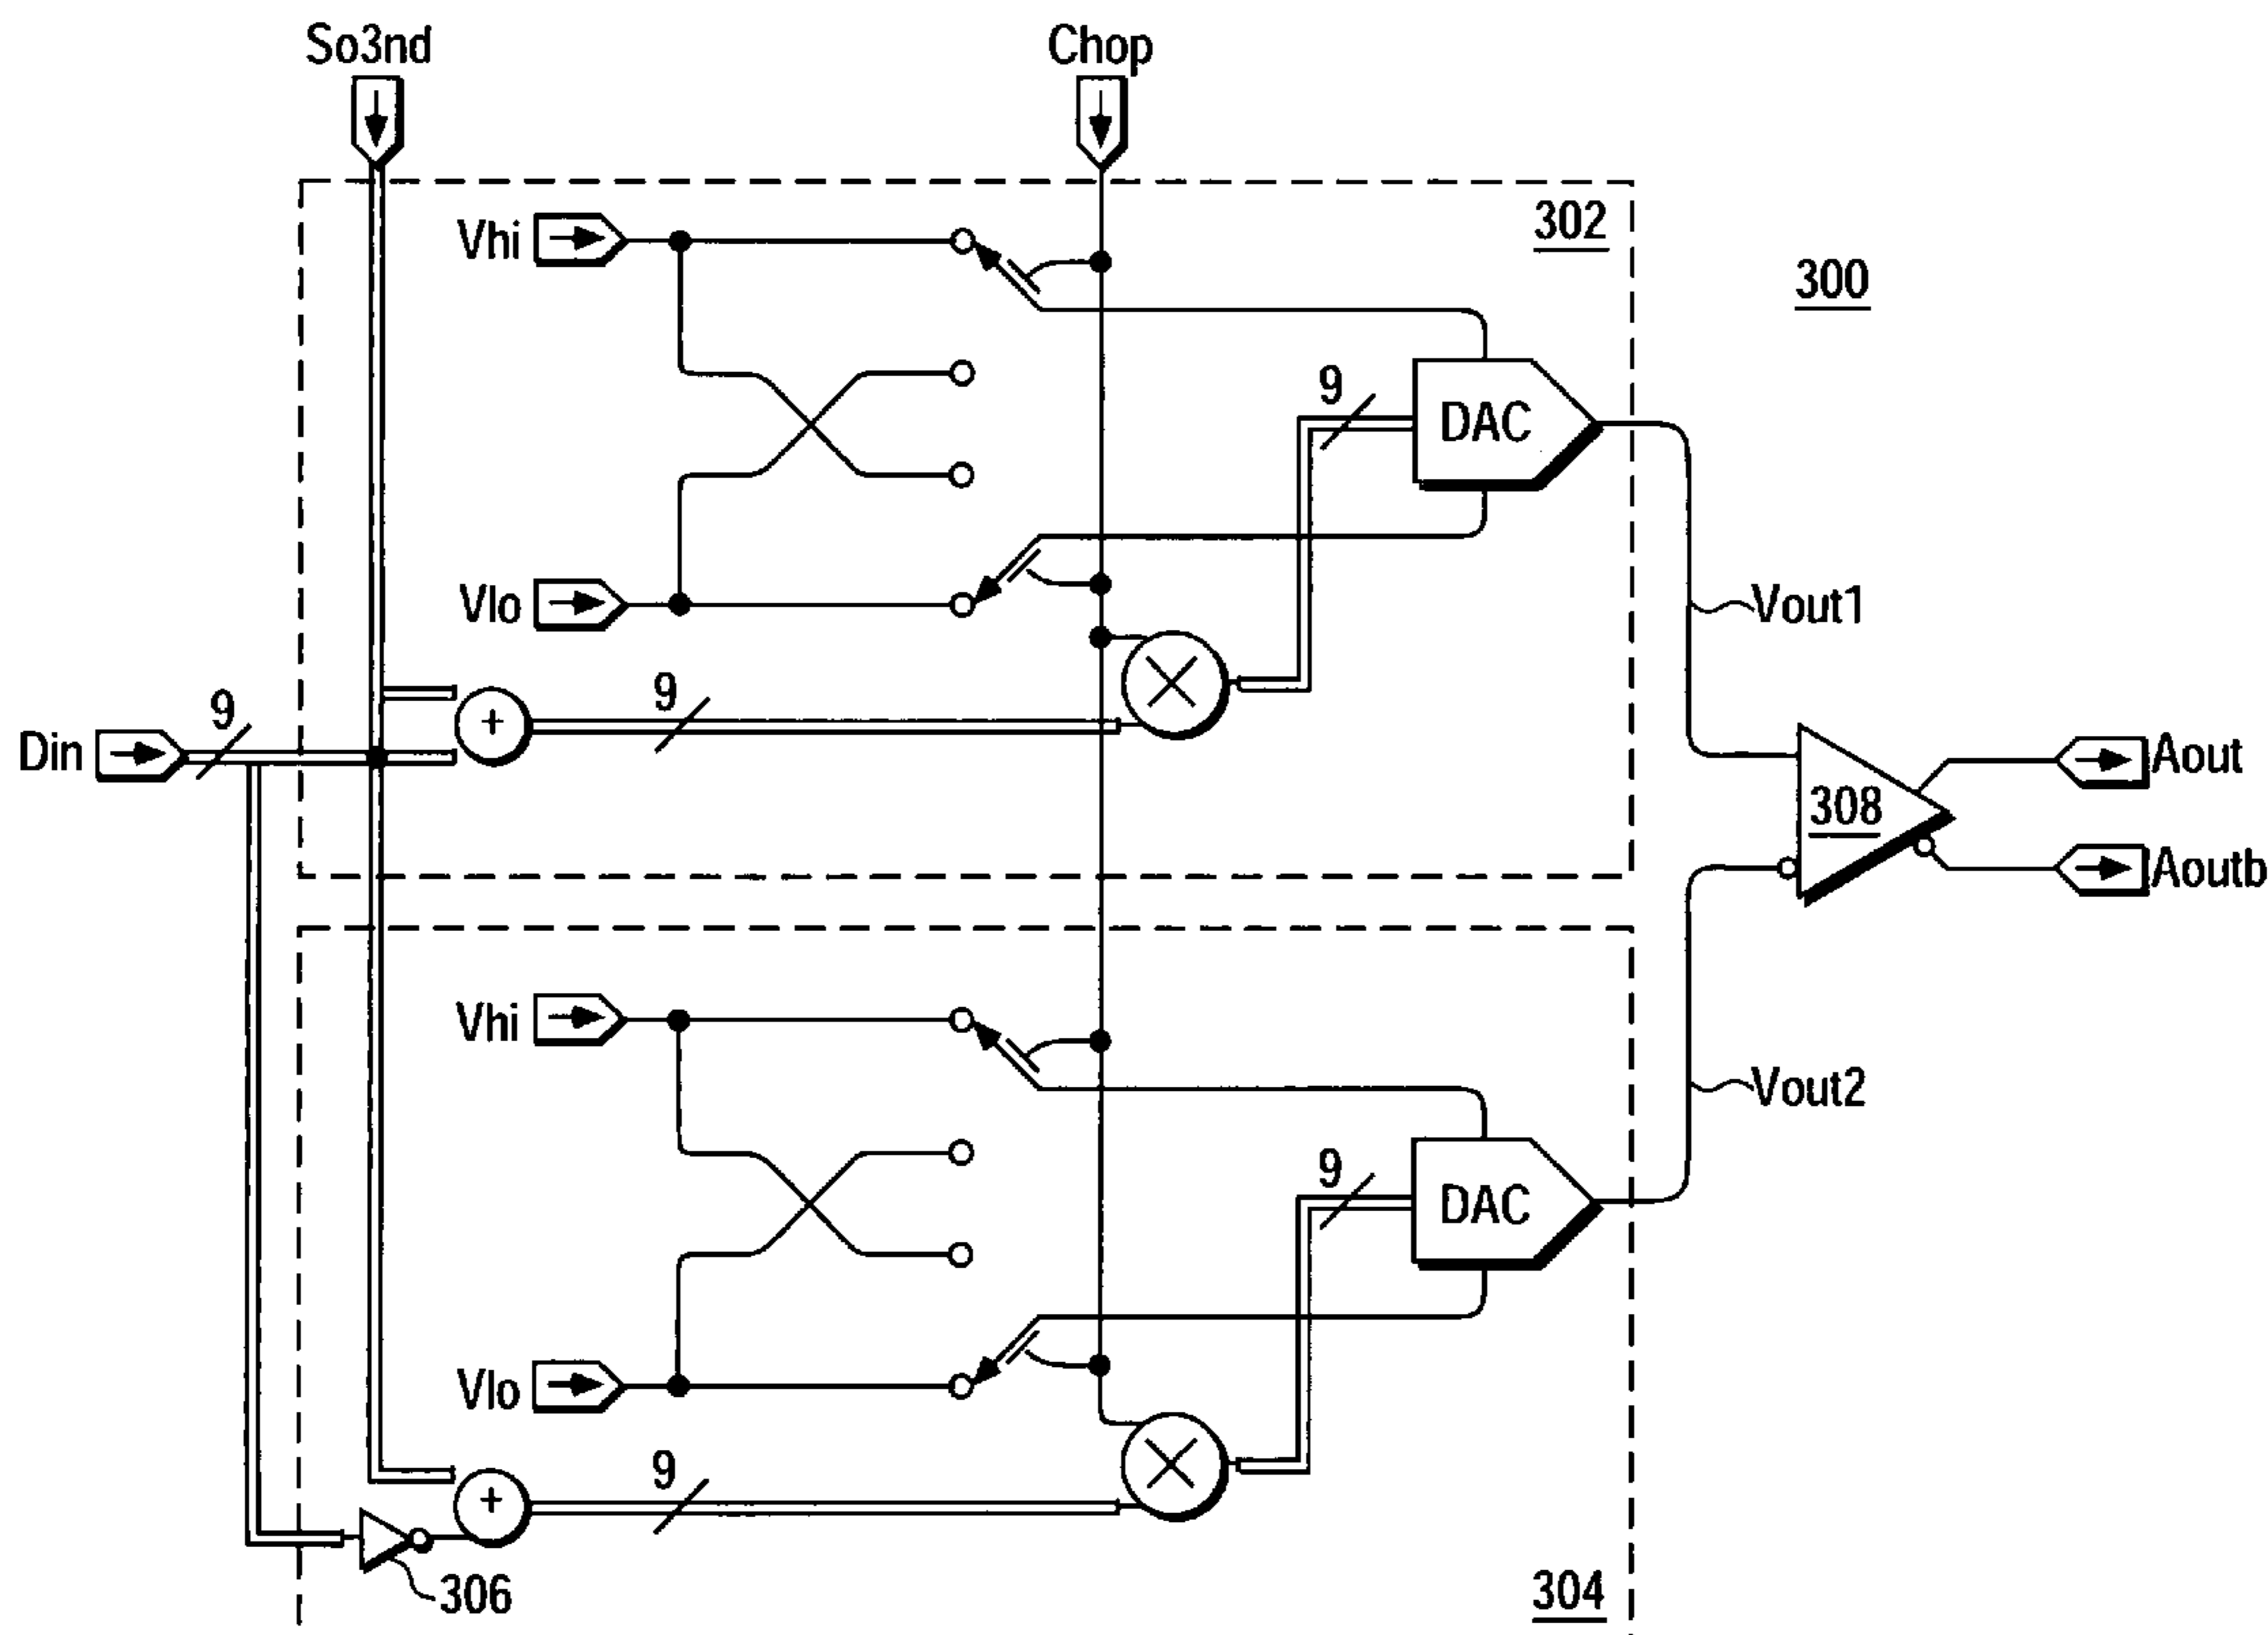 So3nd
Chop
302
300
Vhi
9
DAC
Vlo
Vout1
9
9
Din
+
Aout
308
Aoutb
Vhi
Vout2
9
DAC
Vlo
9
+
306
304